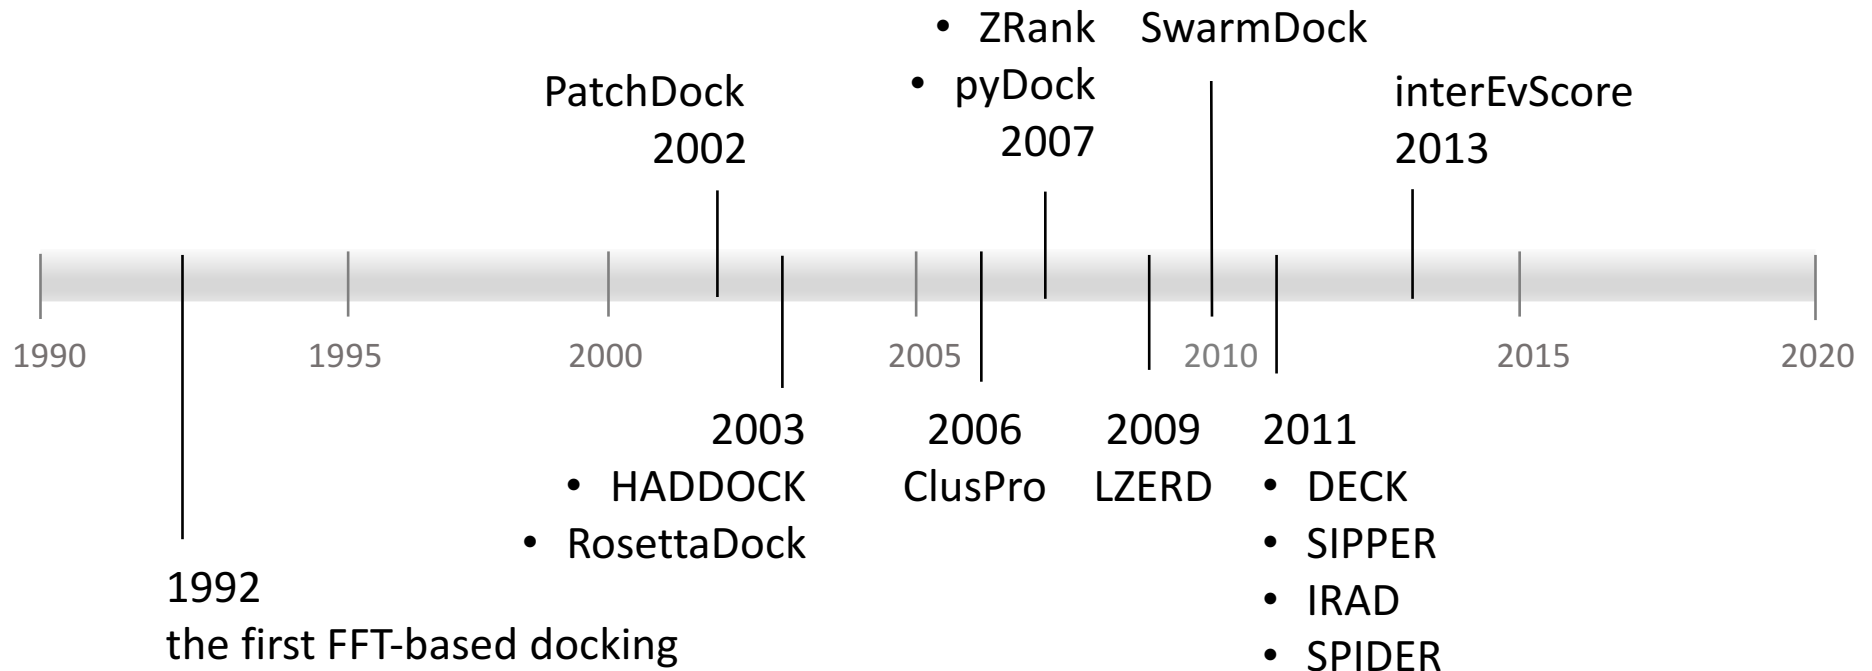 • ZRank
SwarmDock
• pyDock
2007
PatchDock
2002
interEvScore
2013
1990
1995
2000
2005
2010
2015
2020
2003
• HADDOCK
• RosettaDock
2006
ClusPro
2009
LZERD
2011
• DECK
• SIPPER
• IRAD
• SPIDER
1992
the first FFT-based docking